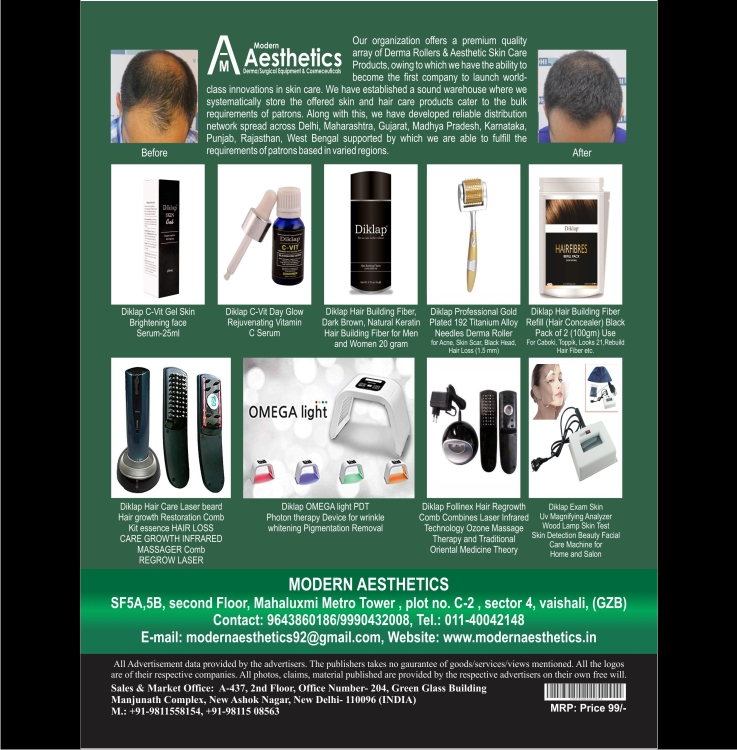 Modern
AM Aesthetics
Derma/Surgical Equipment & Cosmeceuticals
Our organization offers a premium quality
array of Derma Rollers & Aesthetic Skin Care
Products, owing to which we have the ability to
become the first company to launch world-
class innovations in skin care. We have established a sound warehouse where we
systematically store the offered skin and hair care products cater to the bulk
requirements of patrons. Along with this, we have developed reliable distribution
network spread across Delhi, Maharashtra, Gujarat, Madhya Pradesh, Karnataka,
Punjab, Rajasthan, West Bengal supported by which we are able to fulfill the
requirements of patrons based in varied regions.
Before
After
Diklap
SKIN
Diklap
C-VIT
Diklap
Diklap
HAIRFIBRES
REFILL PACK
Diklap C-Vit Gel Skin
Brightening face
Serum-25ml
Diklap C-Vit Day Glow
Rejuvenating Vitamin
C Serum
Diklap Hair Building Fiber,
Dark Brown, Natural Keratin
Hair Building Fiber for Men
and Women 20 gram
Diklap Professional Gold
Plated 192 Titanium Alloy
Needles Derma Roller
for Acne, Skin Scar, Black Head,
Hair Loss (1.5 mm)
Diklap Hair Building Fiber
Refill (Hair Concealer) Black
Pack of 2 (100gm) Use
For Caboki, Toppik, Looks 21,Rebuild
Hair Fiber etc.
OMEGA light
Diklap Hair Care Laser beard
Hair growth Restoration Comb
Kit essence HAIR LOSS
CARE GROWTH INFRARED
MASSAGER Comb
REGROW LASER
Diklap OMEGA light PDT
Photon therapy Device for wrinkle
whitening Pigmentation Removal
Diklap Follinex Hair Regrowth
Comb Combines Laser Infrared
Technology Ozone Massage
Therapy and Traditional
Oriental Medicine Theory
Diklap Exam Skin
Uv Magnifying Analyzer
Wood Lamp Skin Test
Skin Detection Beauty Facial
Care Machine for
Home and Salon
MODERN AESTHETICS
SF5A,5B, second Floor, Mahaluxmi Metro Tower , plot no. C-2 , sector 4, vaishali, (GZB)
Contact: 9643860186/9990432008, Tel.: 011-40042148
E-mail: modernaesthetics92@gmail.com, Website: www.modernaesthetics.in
All Advertisement data provided by the advertisers. The publishers takes no gaurantee of goods/services/views mentioned. All the logos
are of their respective companies. All photos, claims, material published are provided by the respective advertisers on their own free will.
Sales & Market Office: A-437, 2nd Floor, Office Number- 204, Green Glass Building
Manjunath Complex, New Ashok Nagar, New Delhi- 110096 (INDIA)
M.: +91-9811558154, +91-98115 08563
MRP: Price 99/-